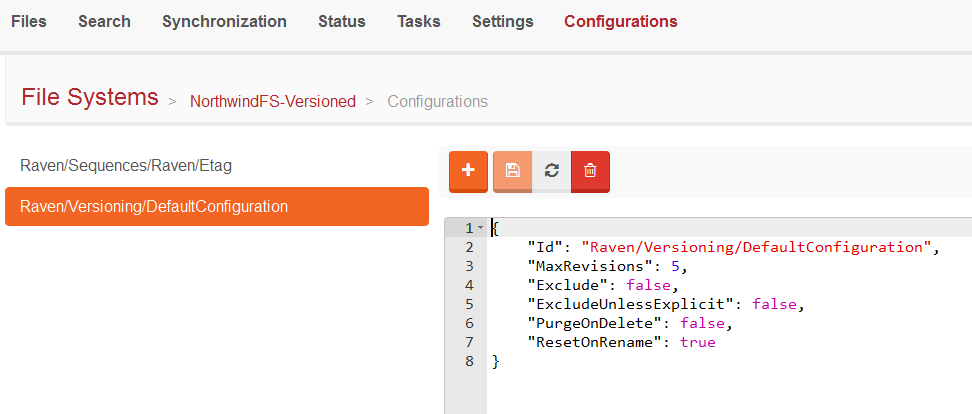 Files Search Synchronization Status Tasks Settings Configurations
File Systems > NorthwindFS-Versioned > Configurations
Raven/Sequences/Raven/Etag
Raven/Versioning/DefaultConfiguration
1 {
2 "Id": "Raven/Versioning/DefaultConfiguration",
3 "MaxRevisions": 5,
4 "Exclude": false,
5 "ExcludeUnlessExplicit": false,
6 "PurgeOnDelete": false,
7 "ResetOnRename": true
8 }